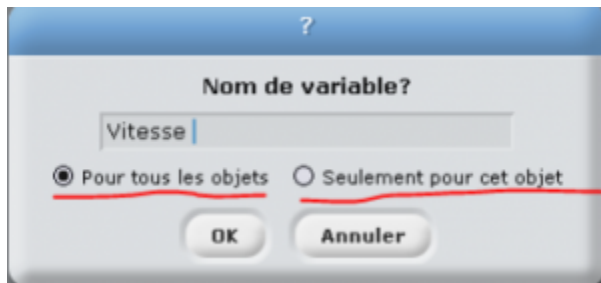 ?
Nom de variable?
Vitesse
Pour tous les objets Seulement pour cet objet
OK Annuler